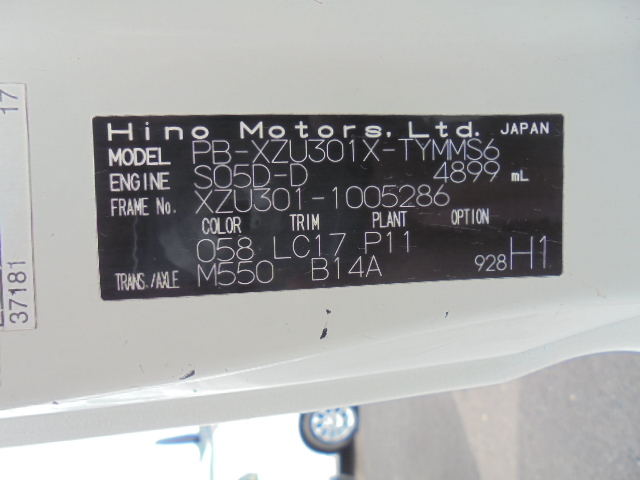 Hino Motors, Ltd. JAPAN
MODEL PB-XZU301X-TYMMS6
ENGINE S05D-D 4899 mL
FRAME No. XZU301-1005286
COLOR TRIM PLANT OPTION
058 LC17 P11
TRANS./AXLE M550 B14A 928 H1
17
37181